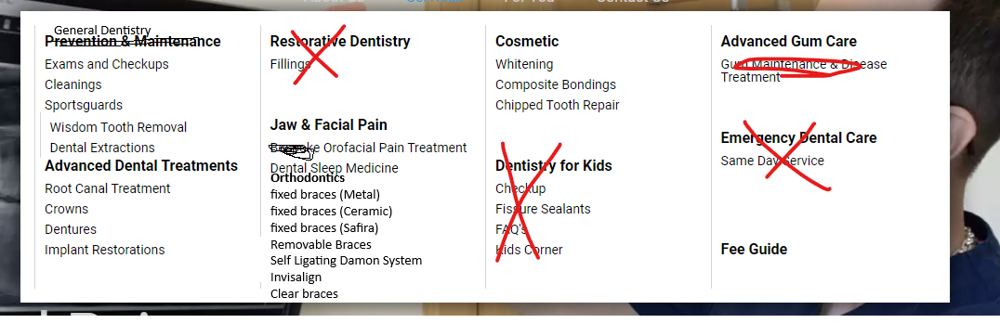 About Us Services For You Contact Us
General Dentistry
Prevention & Maintenance
Exams and Checkups
Cleanings
Sportsguards
Wisdom Tooth Removal
Dental Extractions
Advanced Dental Treatments
Root Canal Treatment
Crowns
Dentures
Implant Restorations
Restorative Dentistry
Fillings
Jaw & Facial Pain
Orofacial Pain Treatment
Dental Sleep Medicine
Orthodontics
fixed braces (Metal)
fixed braces (Ceramic)
fixed braces (Safira)
Removable Braces
Self Ligating Damon System
Invisalign
Clear braces
Cosmetic
Whitening
Composite Bondings
Chipped Tooth Repair
Dentistry for Kids
Checkup
Fissure Sealants
FAQ's
Kids Corner
Advanced Gum Care
Gum Maintenance & Disease
Treatment
Emergency Dental Care
Same Day Service
Fee Guide